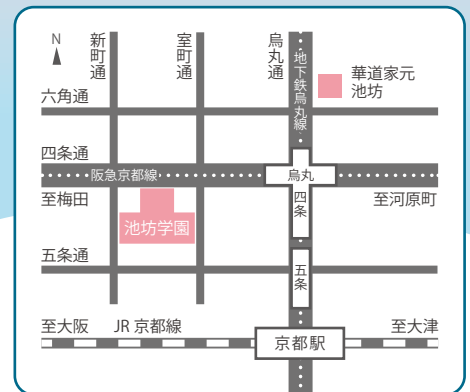 N
新町通
室町通
烏丸通
地下鉄烏丸線
華道家元
池坊
六角通
四条通
阪急京都線
烏丸
至梅田
四条
至河原町
池坊学園
五条通
五条
至大阪
JR 京都線
至大津
京都駅